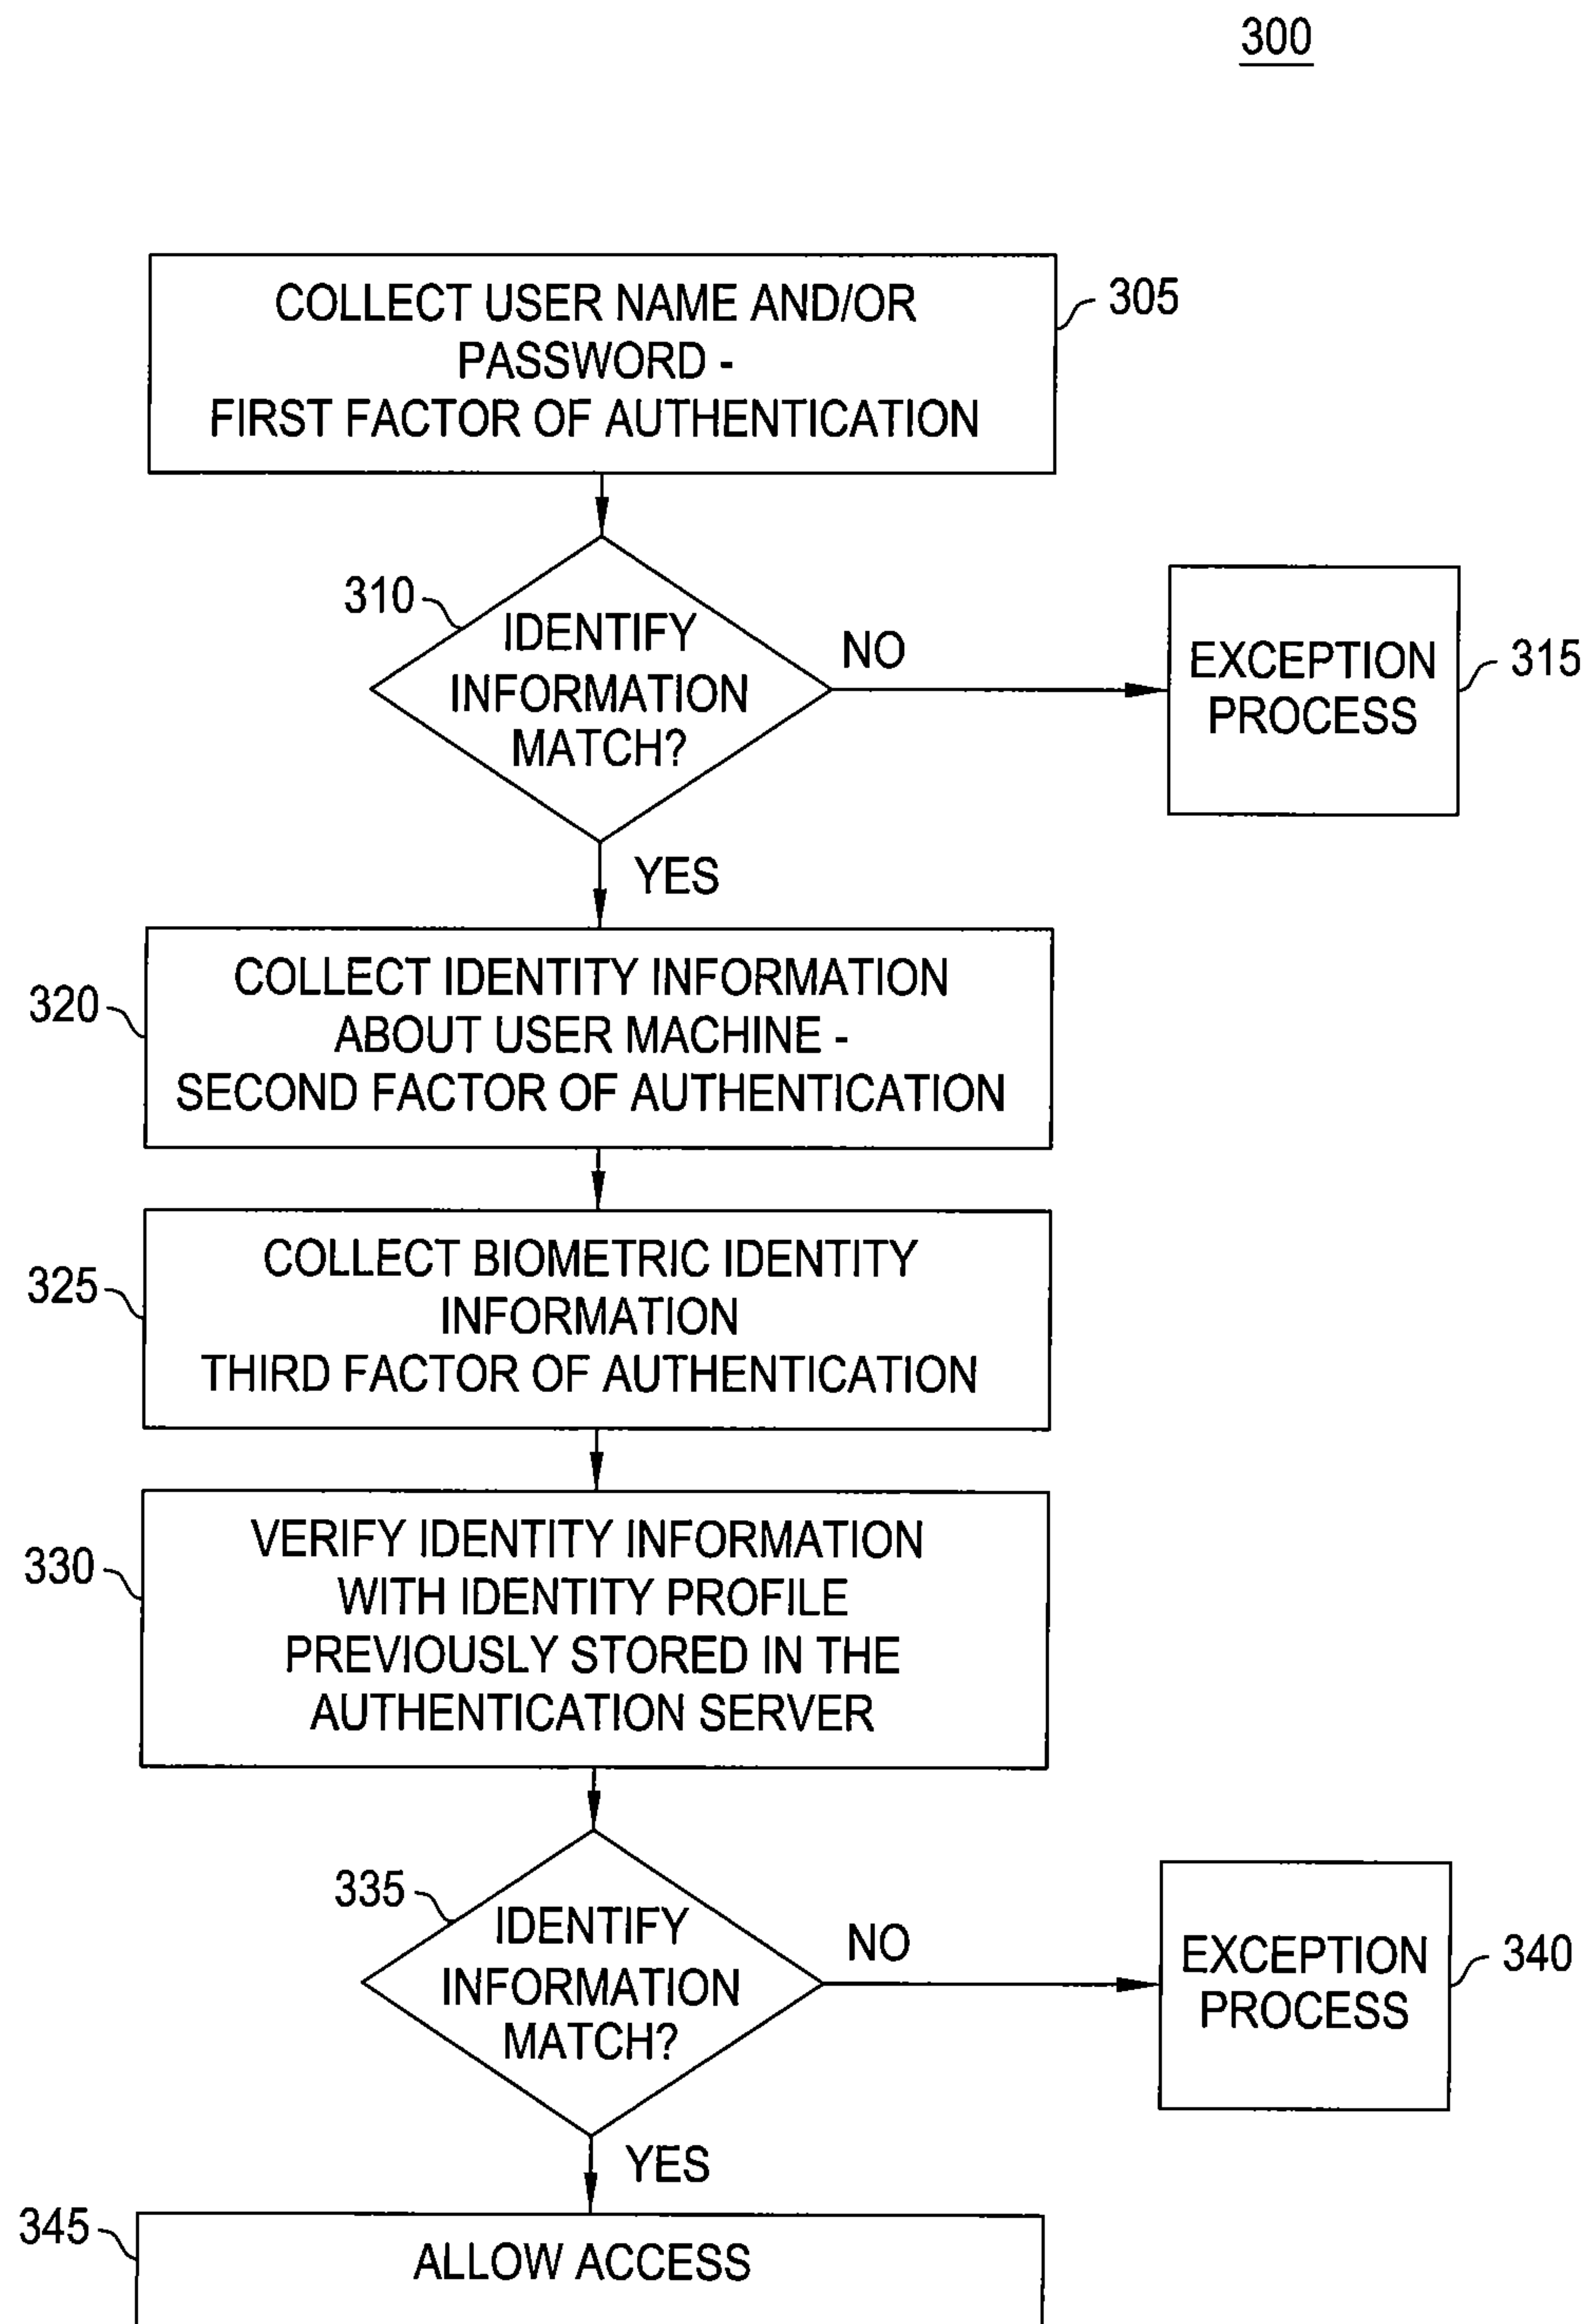 300
COLLECT USER NAME AND/OR
PASSWORD -
FIRST FACTOR OF AUTHENTICATION
305
310
IDENTIFY
INFORMATION
MATCH?
NO
EXCEPTION
PROCESS
315
YES
320
COLLECT IDENTITY INFORMATION
ABOUT USER MACHINE -
SECOND FACTOR OF AUTHENTICATION
325
COLLECT BIOMETRIC IDENTITY
INFORMATION
THIRD FACTOR OF AUTHENTICATION
330
VERIFY IDENTITY INFORMATION
WITH IDENTITY PROFILE
PREVIOUSLY STORED IN THE
AUTHENTICATION SERVER
335
IDENTIFY
INFORMATION
MATCH?
NO
EXCEPTION
PROCESS
340
YES
345
ALLOW ACCESS